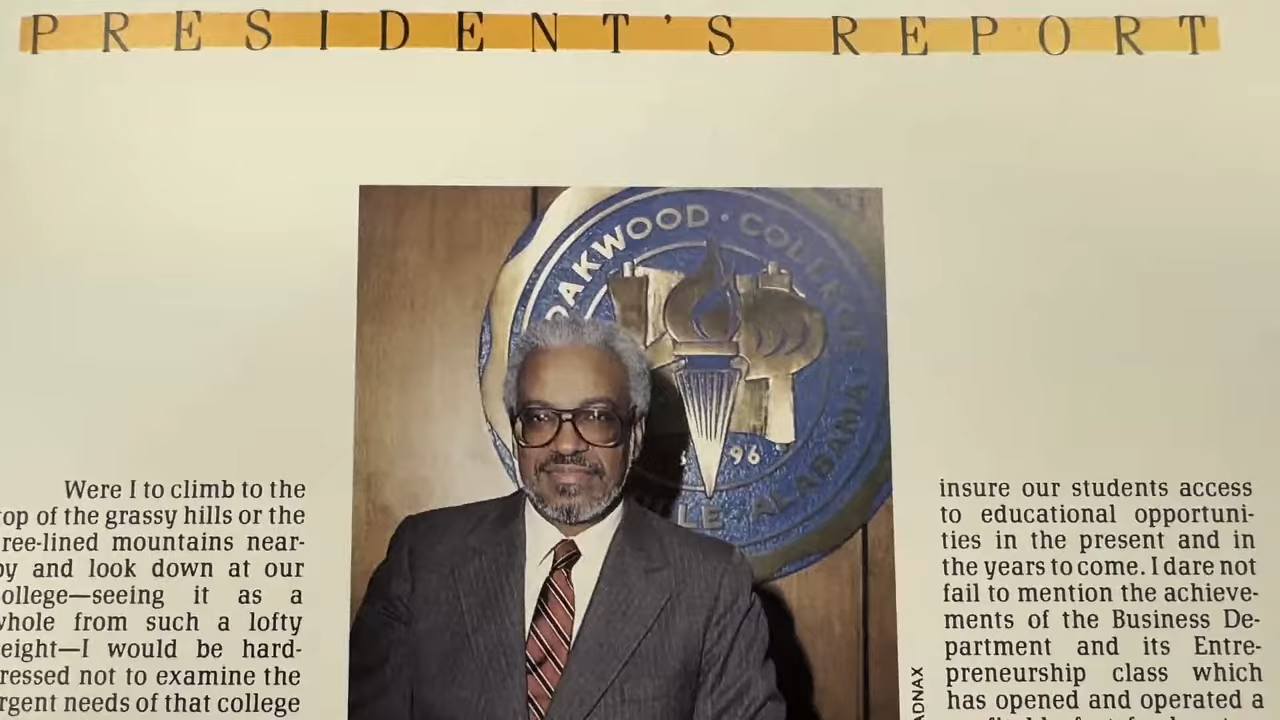 PRESIDENT'S REPORT
OAKWOOD · COLLEGE
ALABAMA
96
Were I to climb to the
top of the grassy hills or the
ree-lined mountains near-
by and look down at our
ollege—seeing it as a
whole from such a lofty
eight—I would be hard-
ressed not to examine the
rgent needs of that college
ADNAX
insure our students access
to educational opportuni-
ties in the present and in
the years to come. I dare not
fail to mention the achieve-
ments of the Business De-
partment and its Entre-
preneurship class which
has opened and operated a